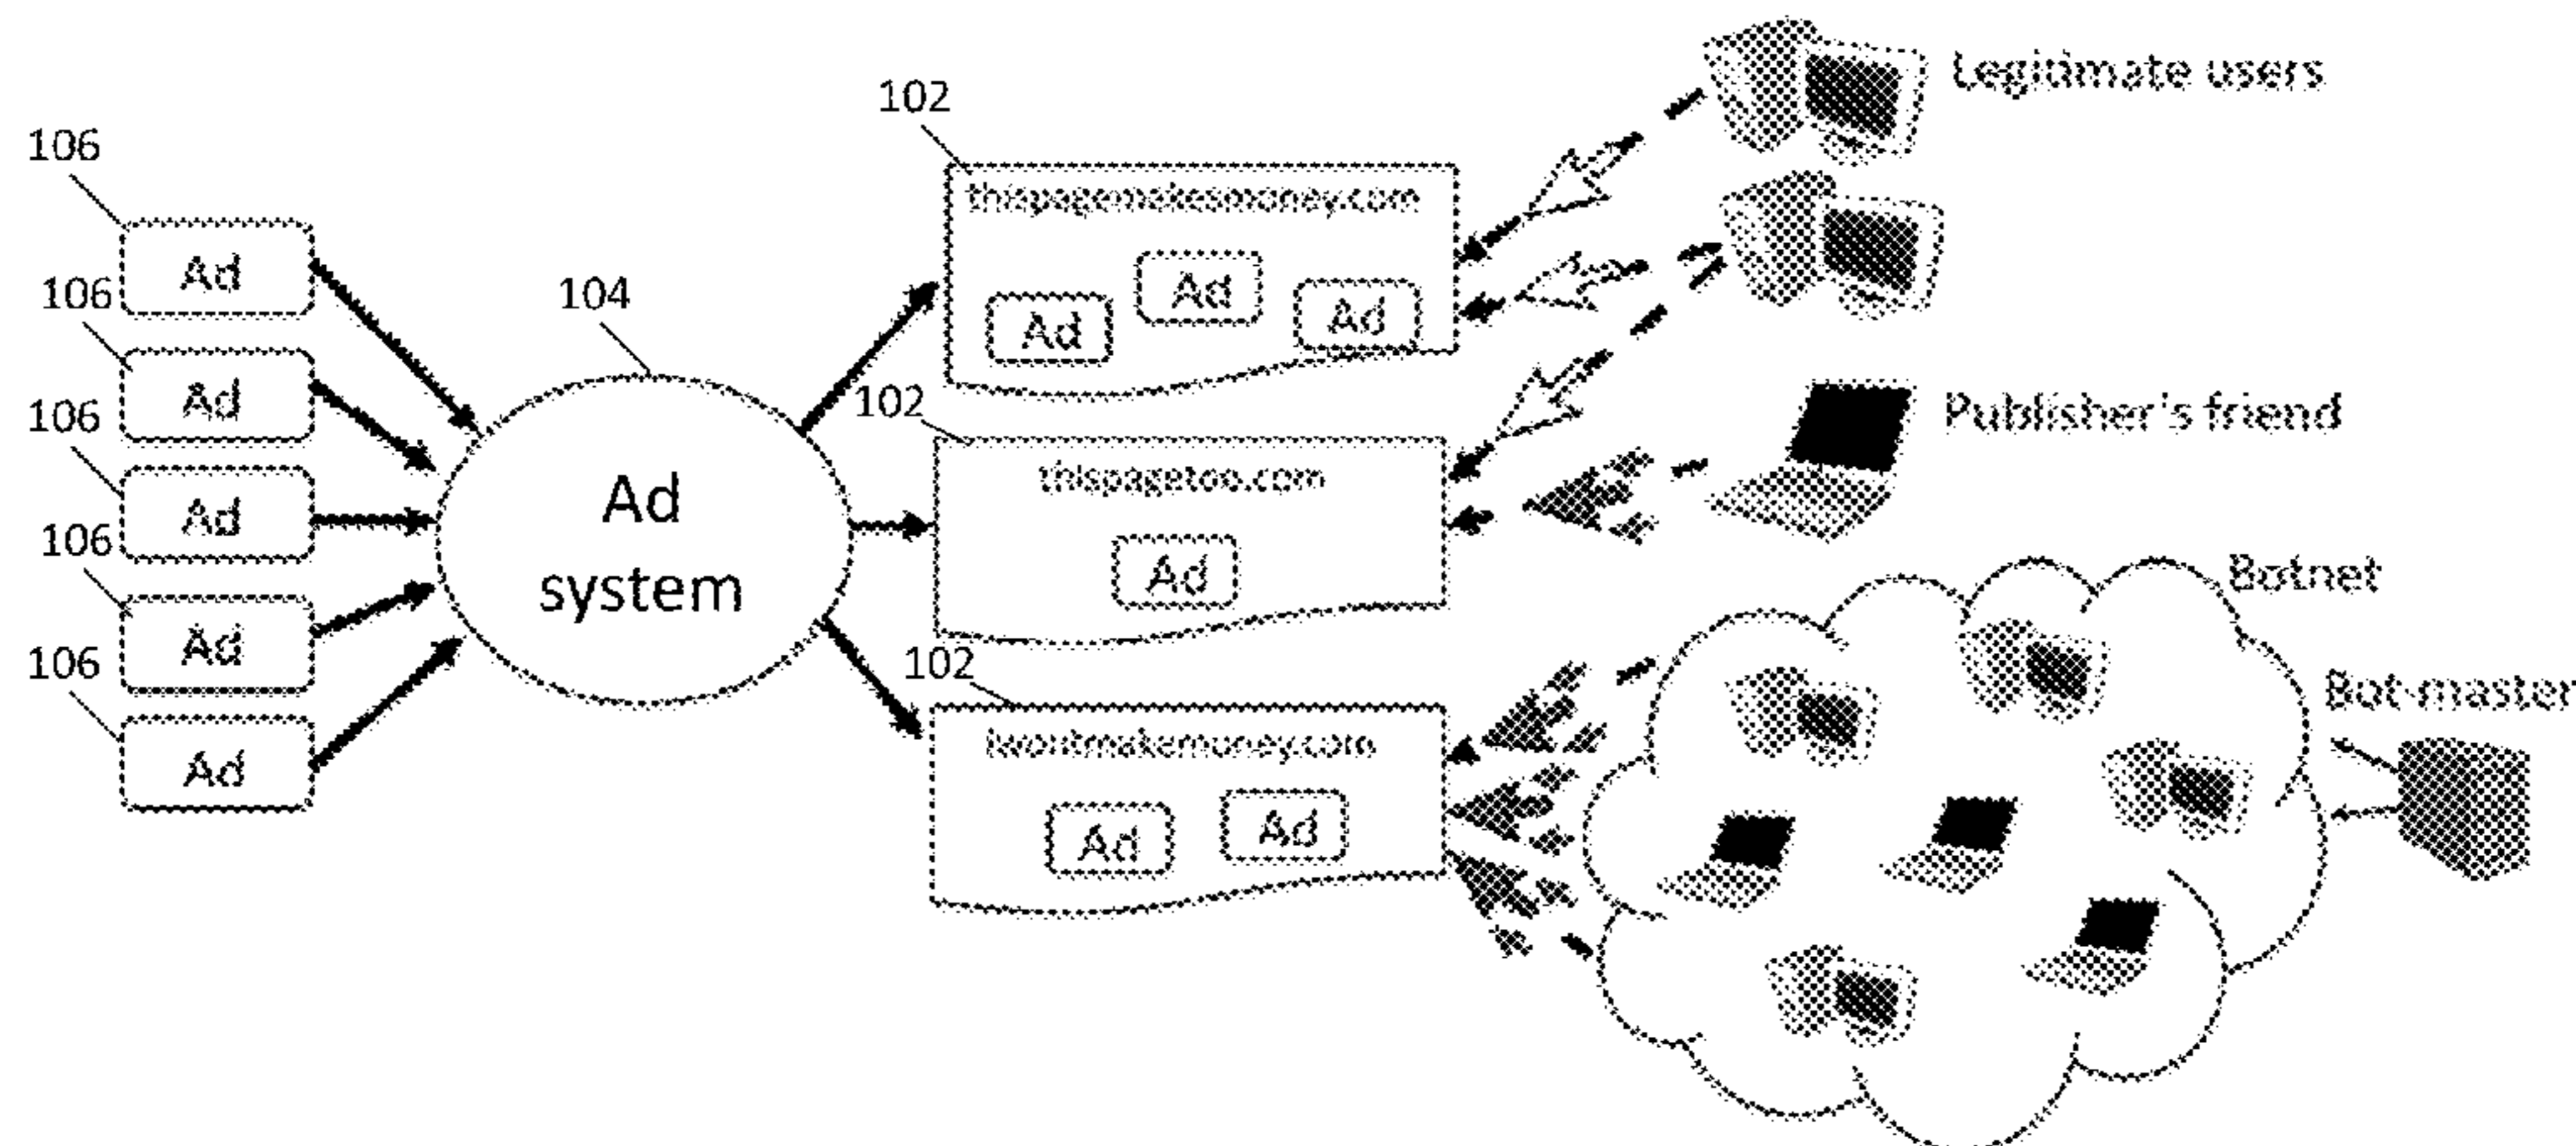 106
Ad
106
Ad
106
Ad
106
Ad
106
Ad
104
Ad
system
102
thispagemakesmoney.com
Ad
Ad
Ad
102
thispagetoo.com
Ad
102
Iwontmakemoney.com
Ad
Ad
Legitimate users
Publisher's friend
Botnet
Bot-master